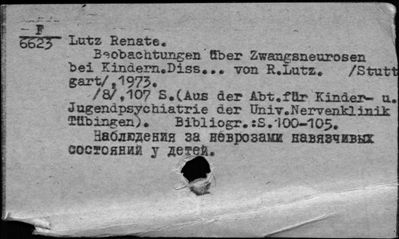 F
6623
Lutz Renate.
Beobachtungen über Zwangsneurosen
bei Kindern.Diss... von R.Lutz. /Stutt
gart/,1973.
/8/,107 S.(Aus der Abt.für Kinder- u.
Jugendpsychiatrie der Univ.Nervenklinik
Tübingen). Bibliogr.:S.100-105.
Наблюдения за неврозами навязчивых
состояний у детей.